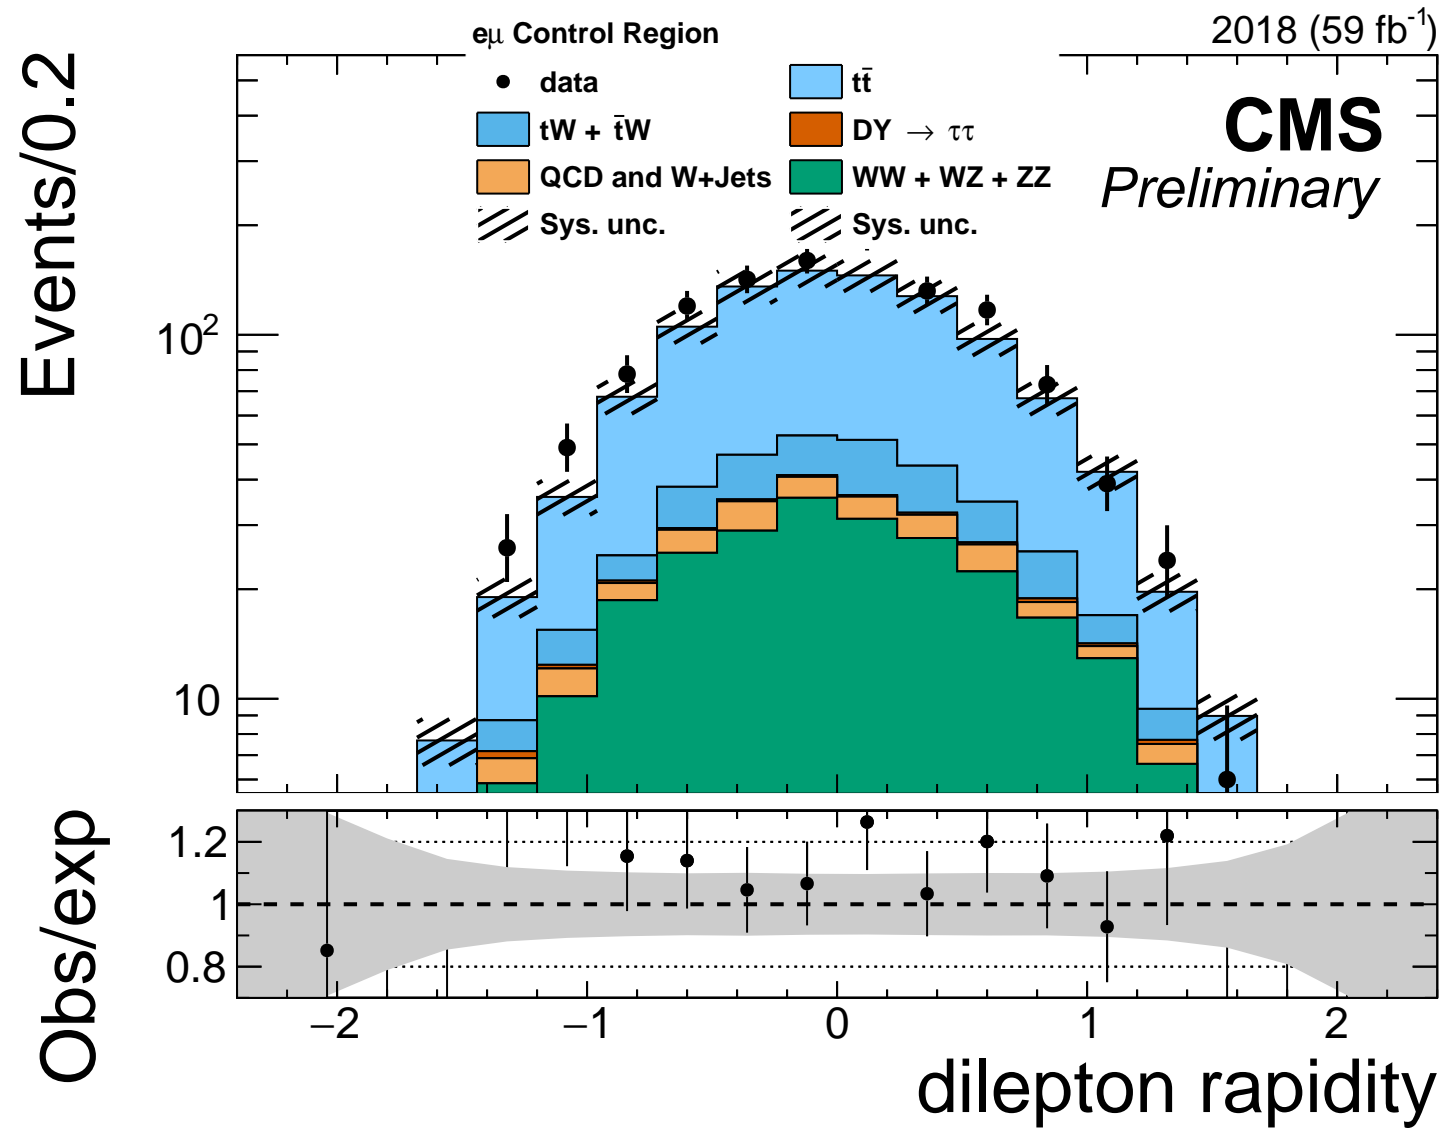 eμ Control Region
2018 (59 fb⁻¹)
data
tt̄
tW + t̄W
DY → ττ
QCD and W+Jets
WW + WZ + ZZ
Sys. unc.
Sys. unc.
CMS
Preliminary
Events/0.2
10²
10
Obs/exp
1.2
1
0.8
−2
−1
0
1
2
dilepton rapidity